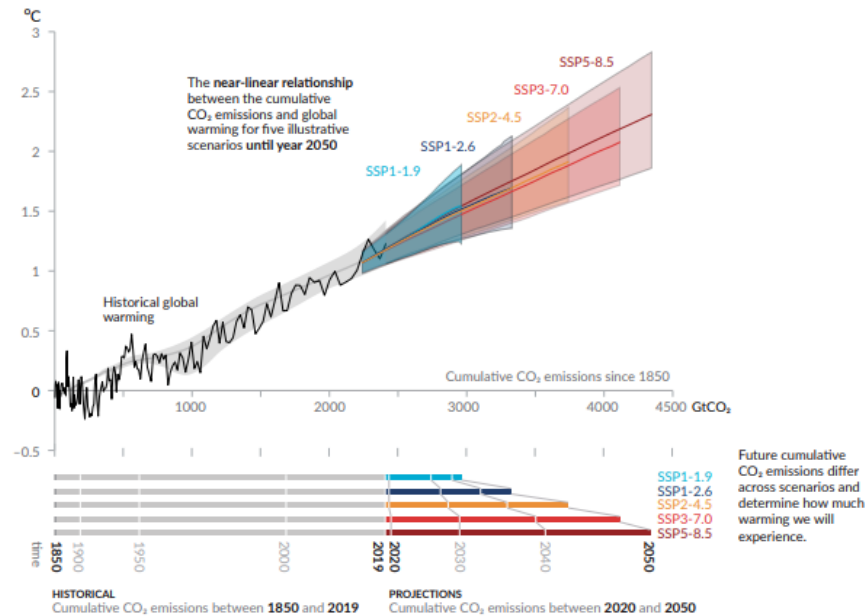 °C
3
2.5
2
1.5
1
0.5
0
–0.5
The near-linear relationship
between the cumulative
CO₂ emissions and global
warming for five illustrative
scenarios until year 2050
SSP5-8.5
SSP3-7.0
SSP2-4.5
SSP1-2.6
SSP1-1.9
Historical global
warming
Cumulative CO₂ emissions since 1850
1000
2000
3000
4000
4500
GtCO₂
SSP1-1.9
SSP1-2.6
SSP2-4.5
SSP3-7.0
SSP5-8.5
Future cumulative
CO₂ emissions differ
across scenarios and
determine how much
warming we will
experience.
time
1850
1900
1950
2000
2019
2020
2030
2040
2050
HISTORICAL
Cumulative CO₂ emissions between 1850 and 2019
PROJECTIONS
Cumulative CO₂ emissions between 2020 and 2050